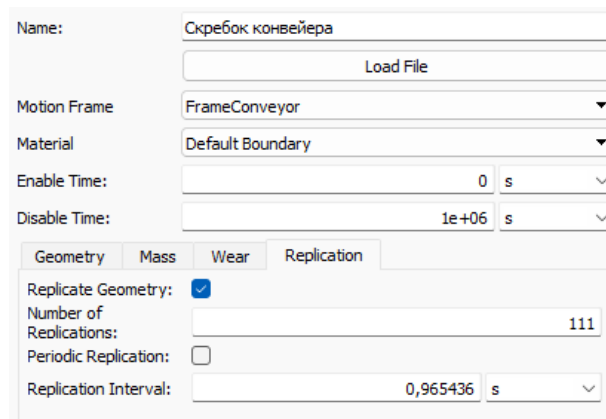 Name: Скребок конвейера
Load File
Motion Frame FrameConveyor
Material Default Boundary
Enable Time: 0 s
Disable Time: 1e+06 s
Geometry Mass Wear Replication
Replicate Geometry:
Number of
Replications: 111
Periodic Replication:
Replication Interval: 0,965436 s